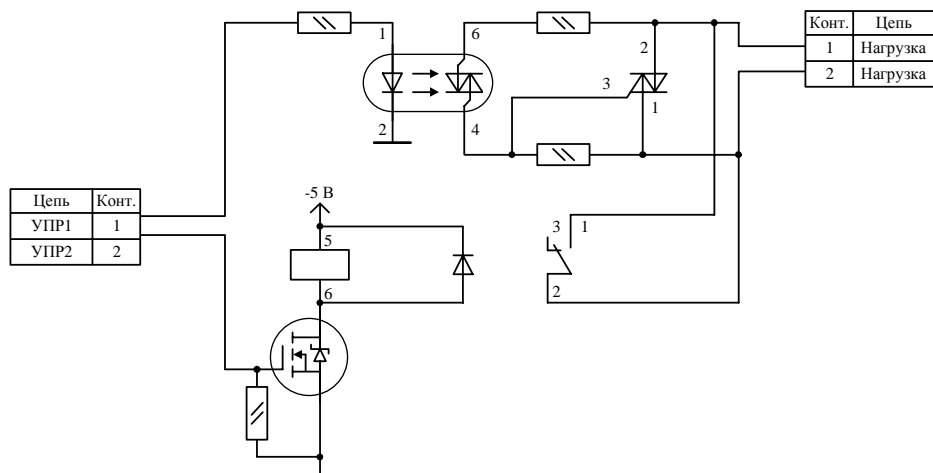 Конт. Цепь
1 Нагрузка
2 Нагрузка
1
6
2
3
1
2
4
Цепь Конт.
УПР1 1
УПР2 2
-5 В
5
3 1
6
2